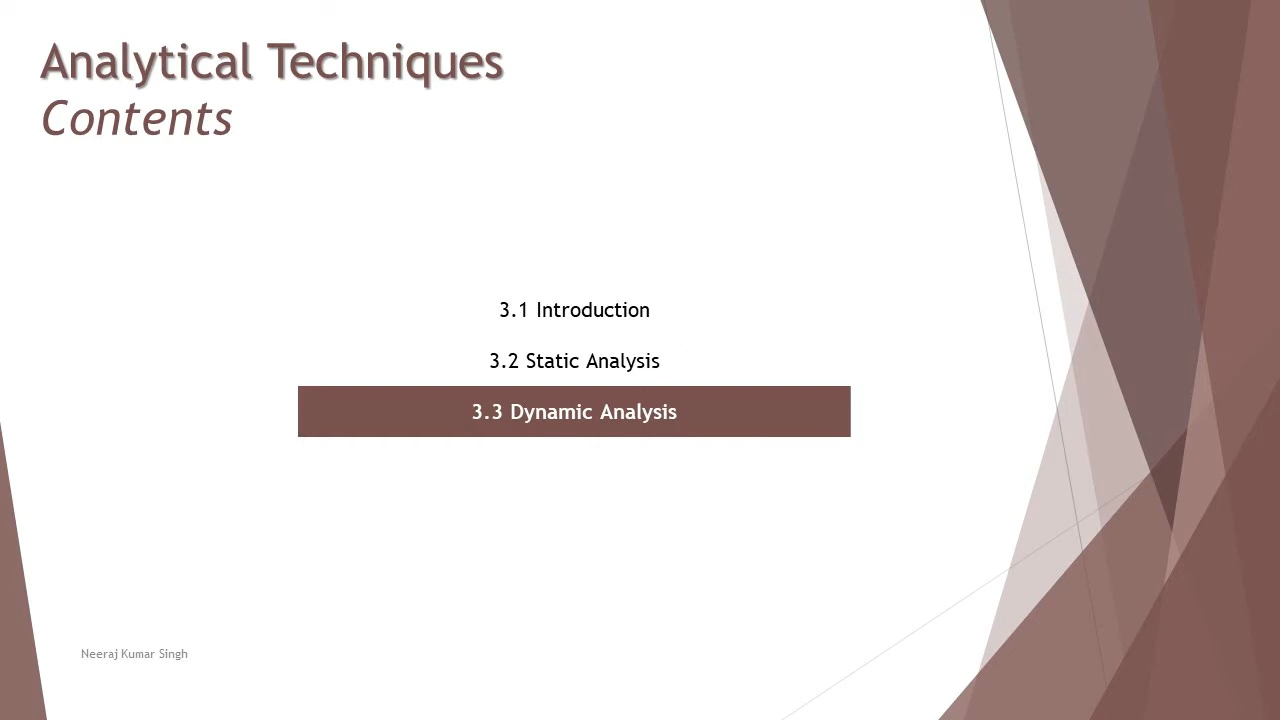 Analytical Techniques
Contents
3.1 Introduction
3.2 Static Analysis
3.3 Dynamic Analysis
Neeraj Kumar Singh